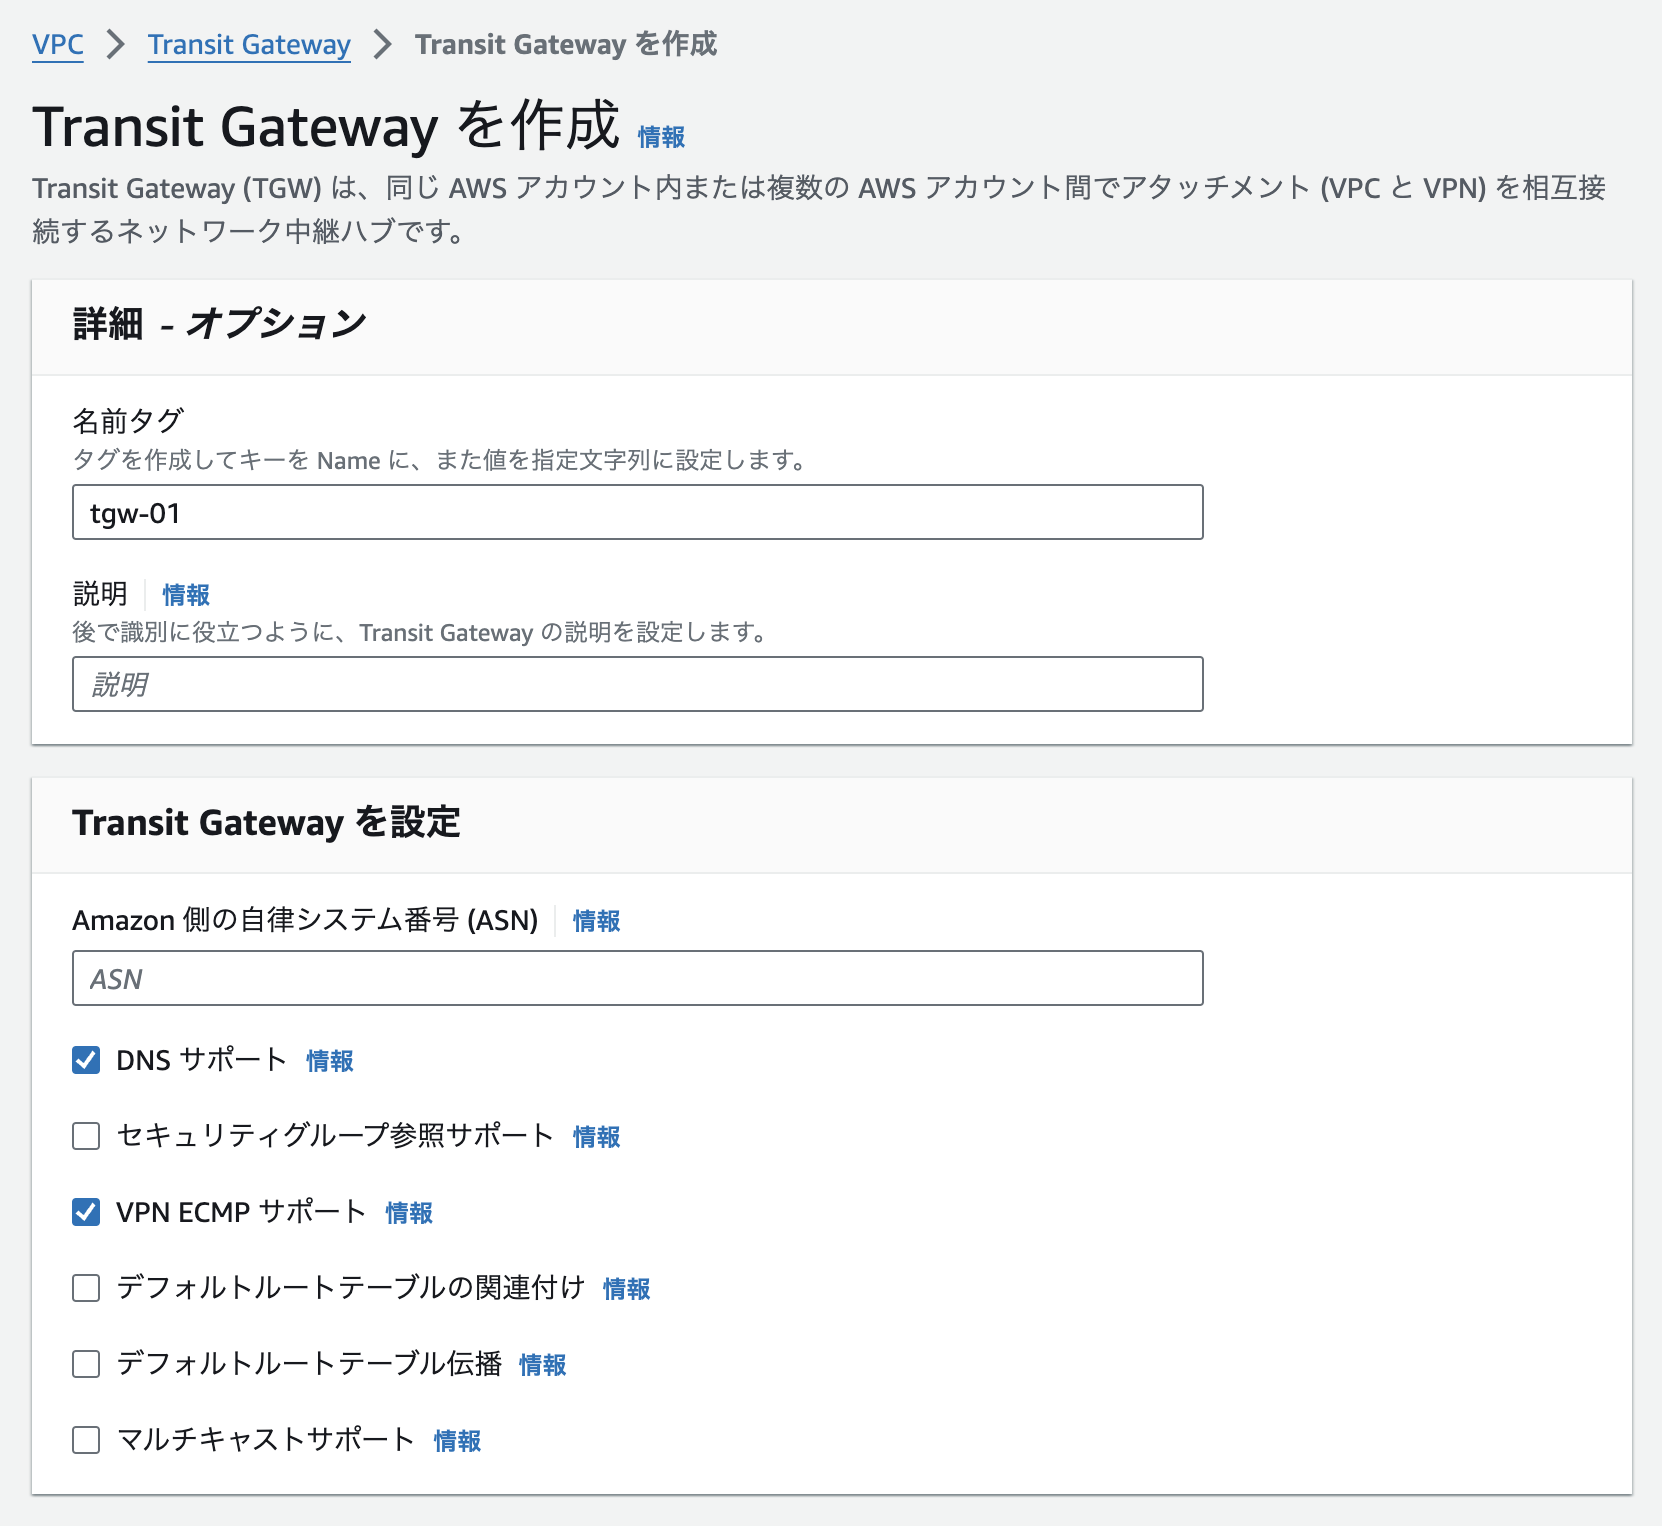 VPC > Transit Gateway > Transit Gateway を作成
Transit Gateway を作成 情報
Transit Gateway (TGW) は、同じ AWS アカウント内または複数の AWS アカウント間でアタッチメント (VPC と VPN) を相互接
続するネットワーク中継ハブです。
詳細 - オプション
名前タグ
タグを作成してキーを Name に、また値を指定文字列に設定します。
tgw-01
説明 情報
後で識別に役立つように、Transit Gateway の説明を設定します。
説明
Transit Gateway を設定
Amazon 側の自律システム番号 (ASN) 情報
ASN
DNS サポート 情報
セキュリティグループ参照サポート 情報
VPN ECMP サポート 情報
デフォルトルートテーブルの関連付け 情報
デフォルトルートテーブル伝播 情報
マルチキャストサポート 情報